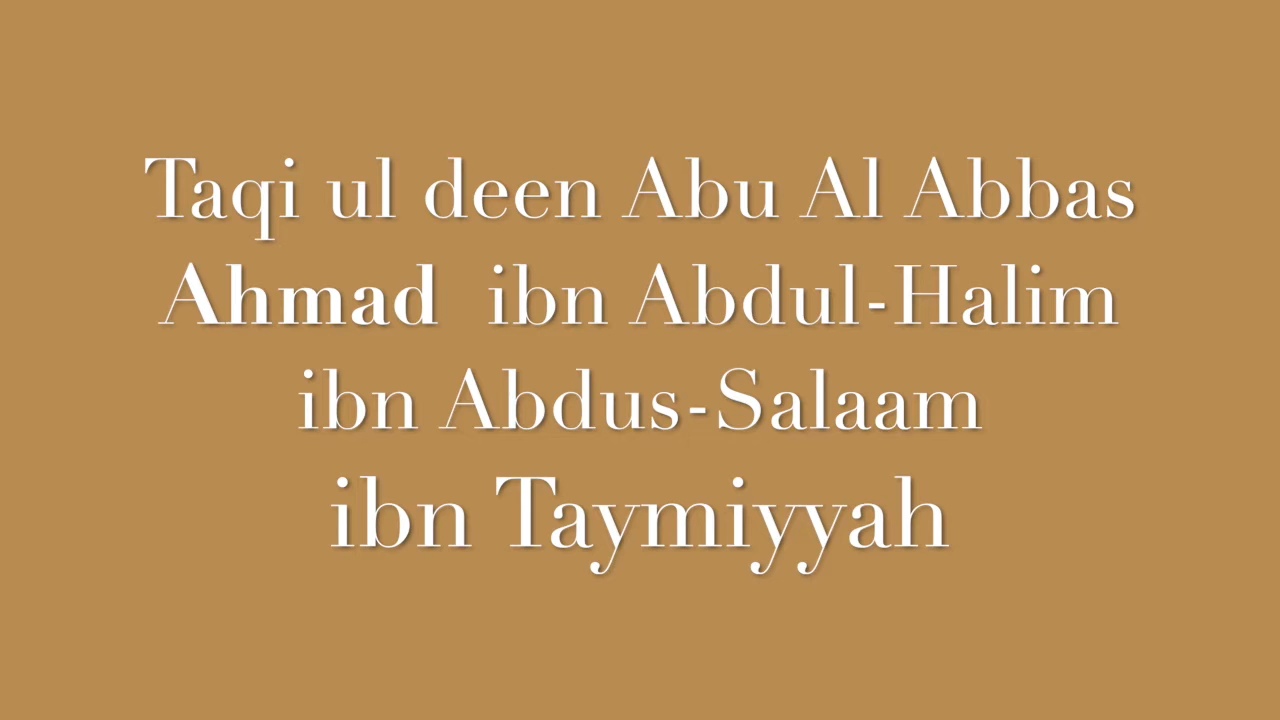 Taqi ul deen Abu Al Abbas
Ahmad ibn Abdul-Halim
ibn Abdus-Salaam
ibn Taymiyyah